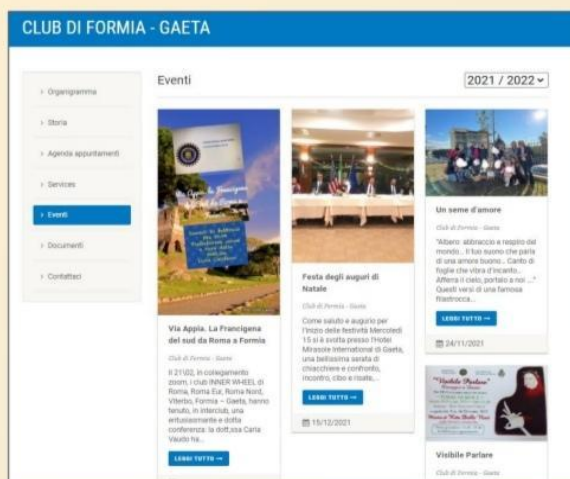 CLUB DI FORMIA - GAETA
Organigramma
Storia
Agenda appuntamenti
Services
Eventi
Documenti
Contattaci
Eventi
2021 / 2022
Via Appia. La Francigena
del sud da Roma a Formia
Club di Formia - Gaeta
Il 21\02, in collegamento
zoom, i club INNER WHEEL di
Roma, Roma Eur, Roma Nord,
Viterbo, Formia – Gaeta, hanno
tenuto, in interclub, una
entusiasmante e dotta
conferenza: la dott,ssa Carla
Vaudo ha...
LEGGI TUTTO →
Festa degli auguri di
Natale
Club di Formia - Gaeta
Come saluto e augurio per
l'inizio delle festività Mercoledì
15 si è svolta presso l'Hotel
Mirasole International di Gaeta,
una bellissima serata di
chiacchiere e confronto,
incontro, cibo e risate,...
LEGGI TUTTO →
15/12/2021
Un seme d'amore
Club di Formia - Gaeta
"Albero: abbraccio e respiro del
mondo... Il tuo suono che parla
di una amore buono... Canto di
foglie che vibra d'incanto...
Afferra il cielo, portalo a noi ..."
Questi versi di una famosa
filastrocca...
LEGGI TUTTO →
24/11/2021
"Visibile Parlare"
Visibile Parlare
Club di Formia - Gaeta